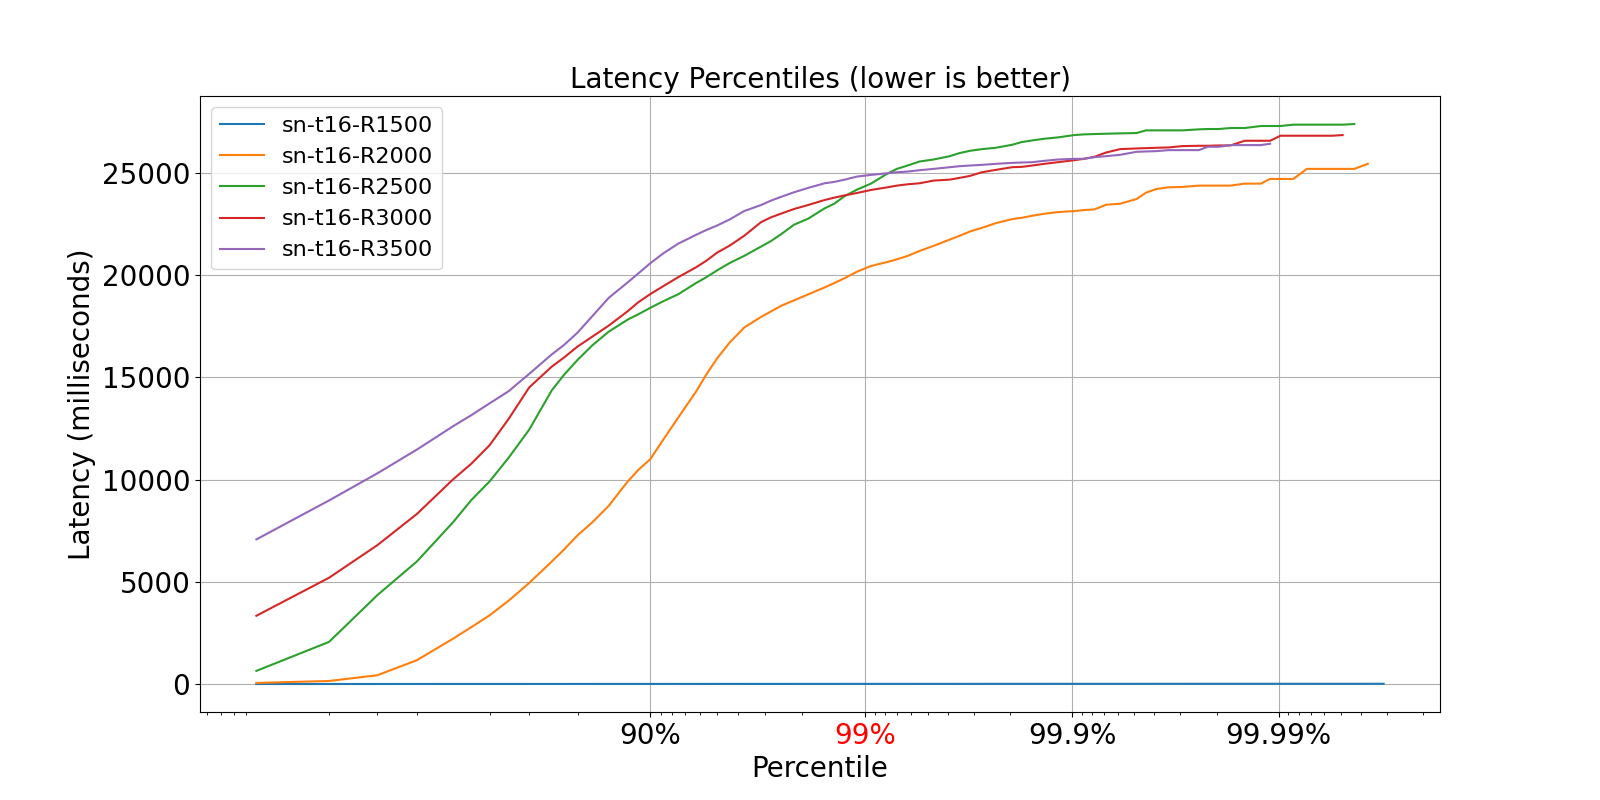 Latency Percentiles (lower is better)
sn-t16-R1500
sn-t16-R2000
sn-t16-R2500
sn-t16-R3000
sn-t16-R3500
Latency (milliseconds)
25000
20000
15000
10000
5000
0
90% 99% 99.9% 99.99%
Percentile